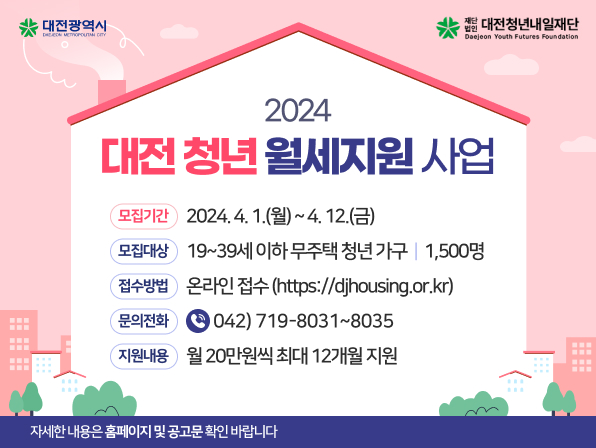 대전광역시
DAEJEON METROPOLITAN CITY
재단법인 대전청년내일재단
Daejeon Youth Futures Foundation
2024
대전 청년 월세지원 사업
모집기간 2024. 4. 1.(월) ~ 4. 12.(금)
모집대상 19~39세 이하 무주택 청년 가구 | 1,500명
접수방법 온라인 접수 (https://djhousing.or.kr)
문의전화 042) 719-8031~8035
지원내용 월 20만원씩 최대 12개월 지원
자세한 내용은 홈페이지 및 공고문 확인 바랍니다